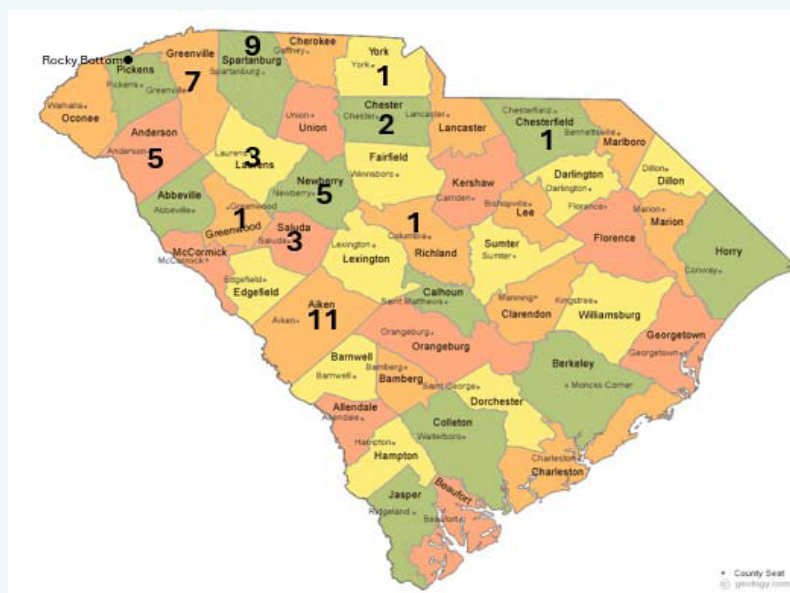 Rocky Bottom
Pickens
Pickens
Greenville
Greenville
7
9
Spartanburg
Spartanburg
Cherokee
Gaffney
York
York
1
Walhalla
Oconee
Anderson
Anderson
5
Laurens
3
Laurens
Union
Union
Chester
Chester
2
Lancaster
Lancaster
Chesterfield
Chesterfield
1
Bennettsville
Marlboro
Abbeville
Abbeville
Greenwood
1
Greenwood
Newberry
Newberry
5
Fairfield
Winnsboro
Kershaw
Camden
Darlington
Darlington
Dillon
Dillon
Saluda
Saluda
3
McCormick
McCormick
Edgefield
Edgefield
Lexington
Lexington
1
Columbia
Richland
Bishopville
Lee
Sumter
Sumter
Florence
Florence
Marion
Marion
Horry
Conway
Aiken
11
Aiken
Calhoun
Saint Matthews
Manning
Clarendon
Kingstree
Williamsburg
Georgetown
Georgetown
Orangeburg
Orangeburg
Barnwell
Barnwell
Bamberg
Bamberg
Saint George
Dorchester
Berkeley
Moncks Corner
Allendale
Allendale
Colleton
Walterboro
Hampton
Hampton
Charleston
Charleston
Jasper
Ridgeland
Beaufort
Beaufort
County Seat
© geology.com